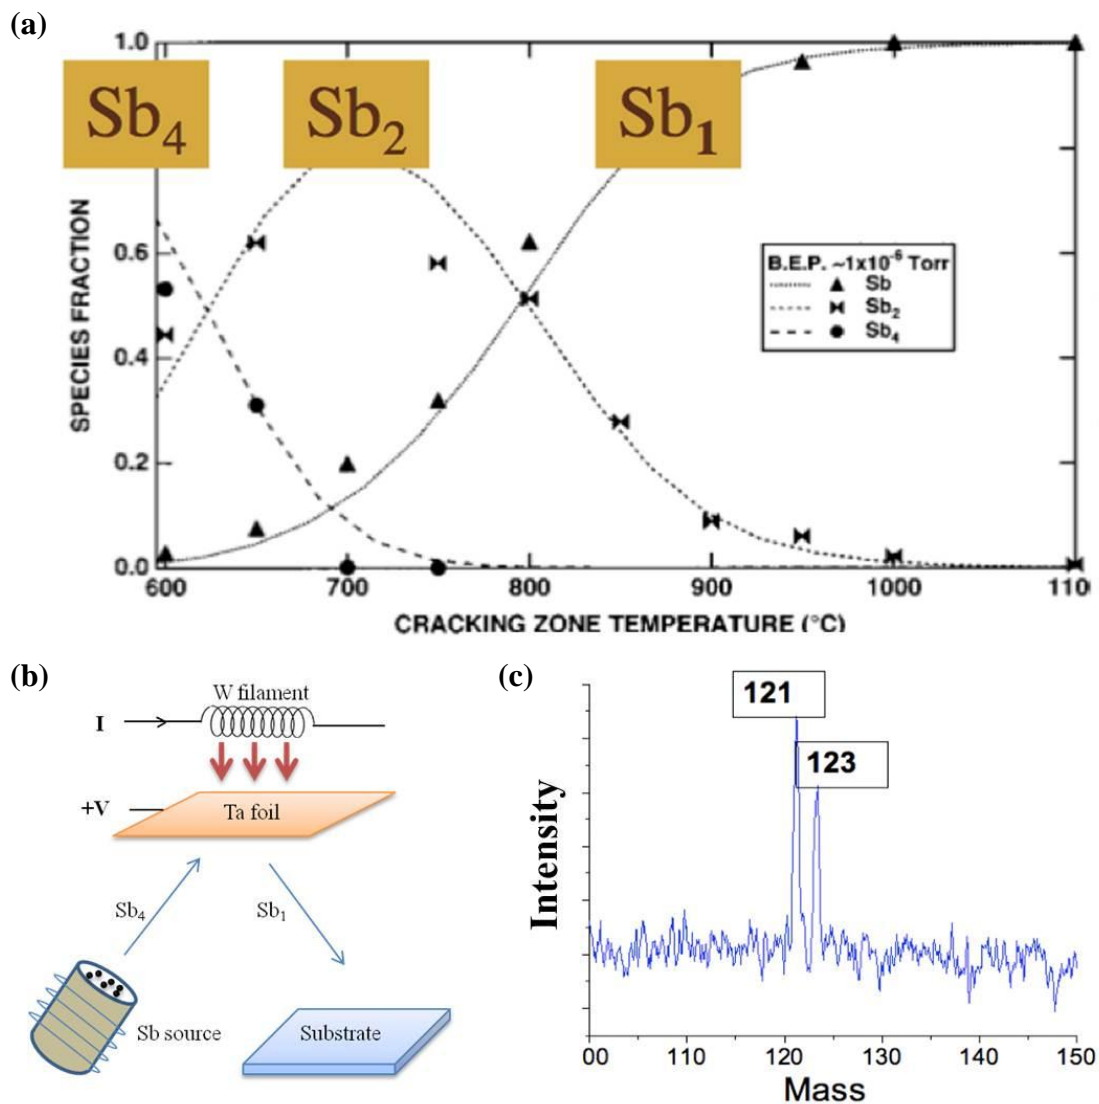 (a)
1.0
Sb4
Sb2
Sb1
0.6
0.4
0.2
0.0
SPECIES FRACTION
B.E.P. ~1x10-6 Torr
Sb
Sb2
Sb4
600
700
800
900
1000
110
CRACKING ZONE TEMPERATURE (°C)
(b)
W filament
I
+V
Ta foil
Sb4
Sb1
Sb source
Substrate
(c)
121
123
Intensity
00
110
120
130
140
150
Mass